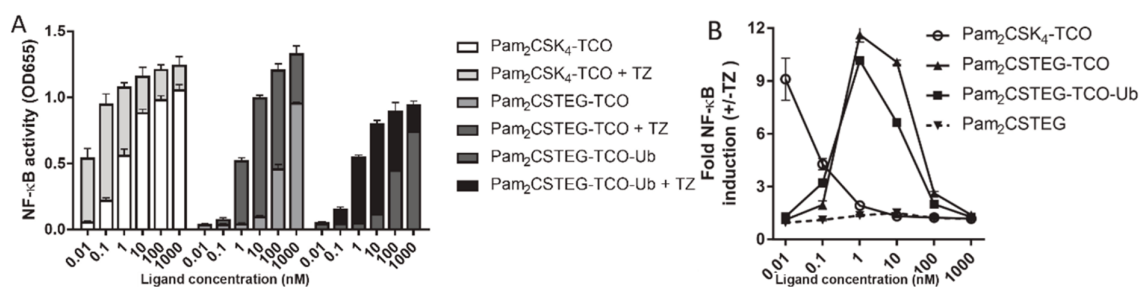 A
NF-κB activity (OD655)
1.5
1.0
0.5
0.0
0.01 0.1 1 10 100 1000 0.01 0.1 1 10 100 1000 0.01 0.1 1 10 100 1000
Ligand concentration (nM)
Pam₂CSK₄-TCO
Pam₂CSK₄-TCO + TZ
Pam₂CSTEG-TCO
Pam₂CSTEG-TCO + TZ
Pam₂CSTEG-TCO-Ub
Pam₂CSTEG-TCO-Ub + TZ
B
Fold NF-κB
induction (+/-TZ)
12
9
6
3
0
0.01 0.1 1 10 100 1000
Ligand concentration (nM)
Pam₂CSK₄-TCO
Pam₂CSTEG-TCO
Pam₂CSTEG-TCO-Ub
Pam₂CSTEG